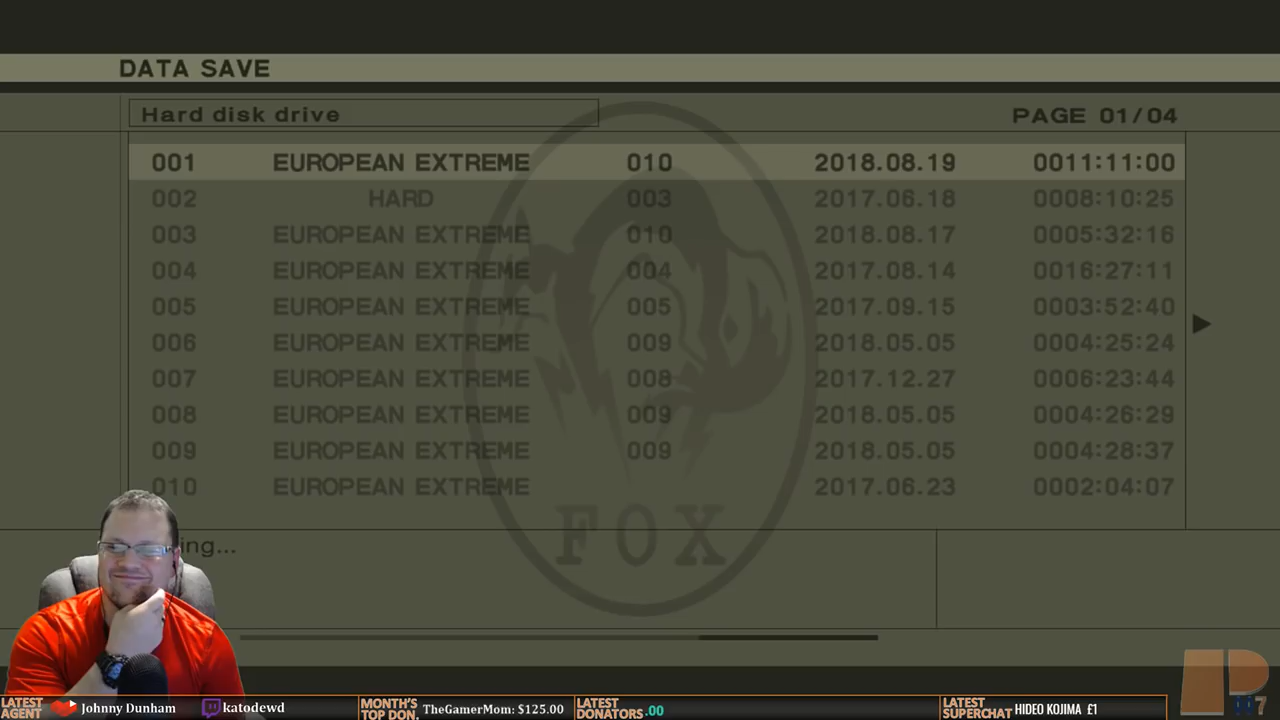 DATA SAVE
Hard disk drive PAGE 01/04
001 EUROPEAN EXTREME 010 2018.08.19 0011:11:00
002 HARD 003 2017.06.18 0008:10:25
003 EUROPEAN EXTREME 010 2018.08.17 0005:32:16
004 EUROPEAN EXTREME 004 2017.08.14 0016:27:11
005 EUROPEAN EXTREME 005 2017.09.15 0003:52:40
006 EUROPEAN EXTREME 009 2018.05.05 0004:25:24
007 EUROPEAN EXTREME 008 2017.12.27 0006:23:44
008 EUROPEAN EXTREME 009 2018.05.05 0004:26:29
009 EUROPEAN EXTREME 009 2018.05.05 0004:28:37
010 EUROPEAN EXTREME 2017.06.23 0002:04:07
FOX
ing...
LATEST AGENT Johnny Dunham katodewd MONTH'S TOP DON. TheGamerMom: $125.00 LATEST DONATORS .00 LATEST SUPERCHAT HIDEO KOJIMA £1